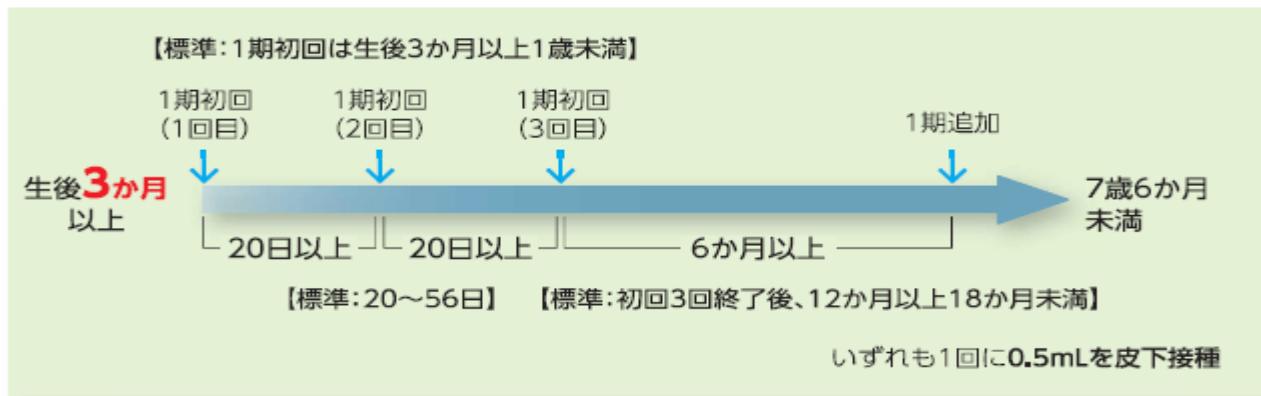 【標準：1期初回は生後3か月以上1歳未満】
1期初回
(1回目)
1期初回
(2回目)
1期初回
(3回目)
1期追加
生後3か月
以上
7歳6か月
未満
20日以上
20日以上
6か月以上
【標準：20〜56日】
【標準：初回3回終了後、12か月以上18か月未満】
いずれも1回に0.5mLを皮下接種